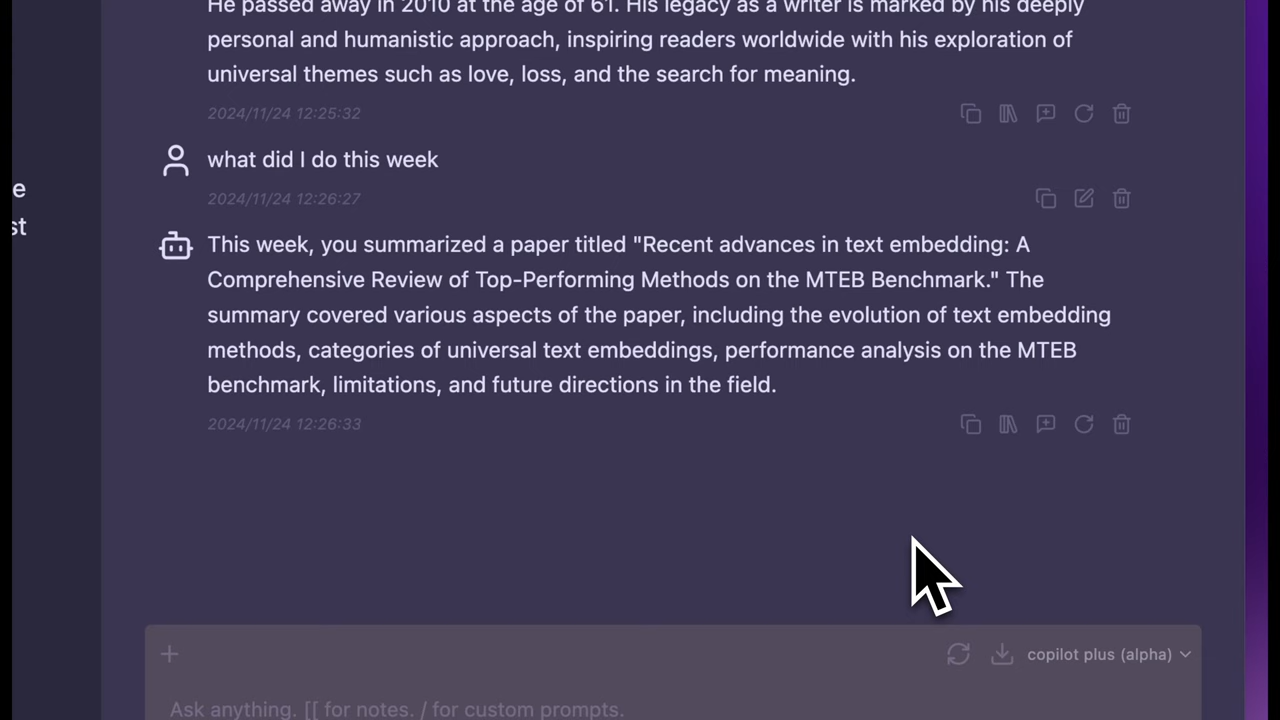 He passed away in 2010 at the age of 61. His legacy as a writer is marked by his deeply
personal and humanistic approach, inspiring readers worldwide with his exploration of
universal themes such as love, loss, and the search for meaning.
2024/11/24 12:25:32
what did I do this week
e
2024/11/24 12:26:27
st
This week, you summarized a paper titled "Recent advances in text embedding: A
Comprehensive Review of Top-Performing Methods on the MTEB Benchmark." The
summary covered various aspects of the paper, including the evolution of text embedding
methods, categories of universal text embeddings, performance analysis on the MTEB
benchmark, limitations, and future directions in the field.
2024/11/24 12:26:33
copilot plus (alpha)
Ask anything. [[ for notes. / for custom prompts.